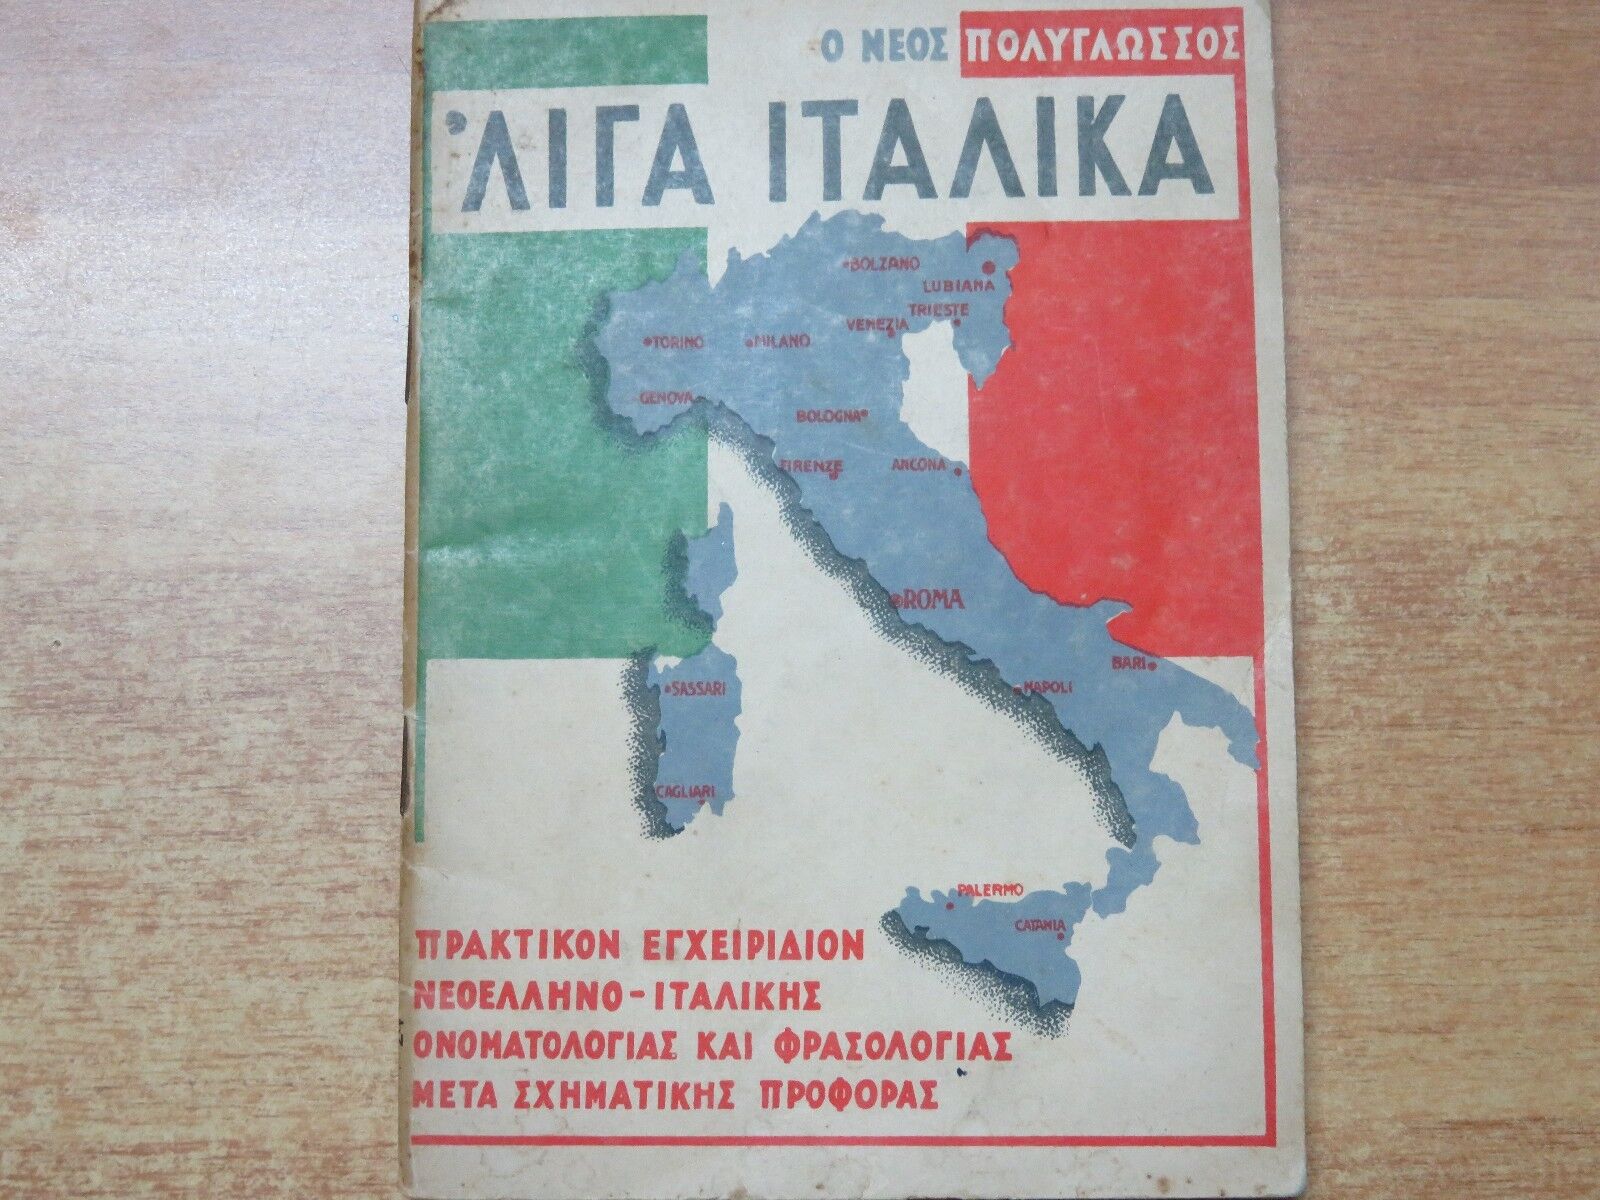 Ο ΝΕΟΣ ΠΟΛΥΓΛΩΣΣΟΣ
'ΛΙΓΑ ΙΤΑΛΙΚΑ
BOLZANO
LUBIANA
TRIESTE
VENEZIA
TORINO
MILANO
GENOVA
BOLOGNA
FIRENZE
ANCONA
ROMA
BARI
NAPOLI
SASSARI
CAGLIARI
PALERMO
CATANIA
ΠΡΑΚΤΙΚΟΝ ΕΓΧΕΙΡΙΔΙΟΝ
ΝΕΟΕΛΛΗΝΟ-ΙΤΑΛΙΚΗΣ
ΟΝΟΜΑΤΟΛΟΓΙΑΣ ΚΑΙ ΦΡΑΣΟΛΟΓΙΑΣ
ΜΕΤΑ ΣΧΗΜΑΤΙΚΗΣ ΠΡΟΦΟΡΑΣ